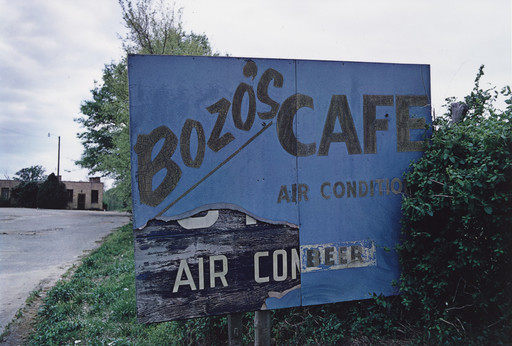 BOZO'S CAFE
AIR CONDITIO
AIR CON
BEER